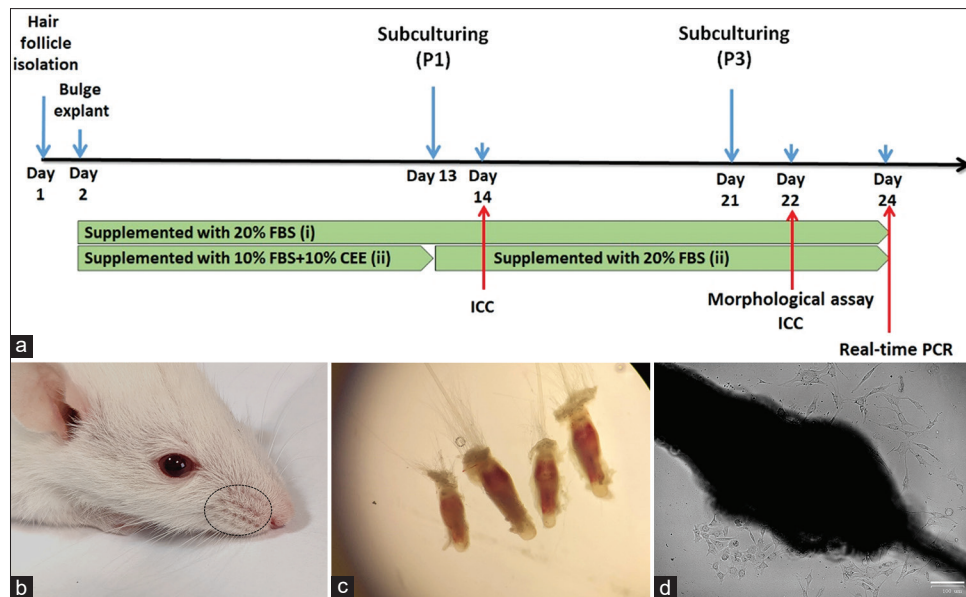 Hair
follicle
isolation
Bulge
explant
Subculturing
(P1)
Subculturing
(P3)
Day
1
Day
2
Day 13
Day
14
Day
21
Day
22
Day
24
Supplemented with 20% FBS (i)
Supplemented with 10% FBS+10% CEE (ii)
Supplemented with 20% FBS (ii)
ICC
Morphological assay
ICC
Real-time PCR
a
b
c
d